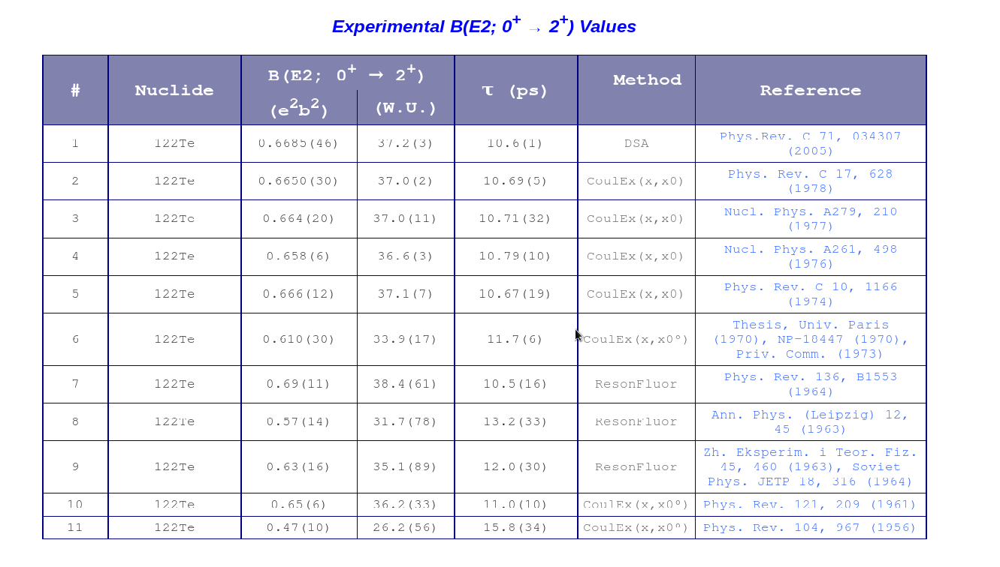 Experimental B(E2; 0⁺ → 2⁺) Values
# Nuclide B(E2; 0⁺ → 2⁺) τ (ps) Method Reference
(e²b²) (W.U.)
1 122Te 0.6685(46) 37.2(3) 10.6(1) DSA Phys.Rev. C 71, 034307
(2005)
2 122Te 0.6650(30) 37.0(2) 10.69(5) CoulEx(x,x0) Phys. Rev. C 17, 628
(1978)
3 122Te 0.664(20) 37.0(11) 10.71(32) CoulEx(x,x0) Nucl. Phys. A279, 210
(1977)
4 122Te 0.658(6) 36.6(3) 10.79(10) CoulEx(x,x0) Nucl. Phys. A261, 498
(1976)
5 122Te 0.666(12) 37.1(7) 10.67(19) CoulEx(x,x0) Phys. Rev. C 10, 1166
(1974)
6 122Te 0.610(30) 33.9(17) 11.7(6) CoulEx(x,x0°) Thesis, Univ. Paris
(1970), NP-18447 (1970),
Priv. Comm. (1973)
7 122Te 0.69(11) 38.4(61) 10.5(16) ResonFluor Phys. Rev. 136, B1553
(1964)
8 122Te 0.57(14) 31.7(78) 13.2(33) ResonFluor Ann. Phys. (Leipzig) 12,
45 (1963)
9 122Te 0.63(16) 35.1(89) 12.0(30) ResonFluor Zh. Eksperim. i Teor. Fiz.
45, 460 (1963), Soviet
Phys. JETP 18, 316 (1964)
10 122Te 0.65(6) 36.2(33) 11.0(10) CoulEx(x,x0°) Phys. Rev. 121, 209 (1961)
11 122Te 0.47(10) 26.2(56) 15.8(34) CoulEx(x,x0°) Phys. Rev. 104, 967 (1956)